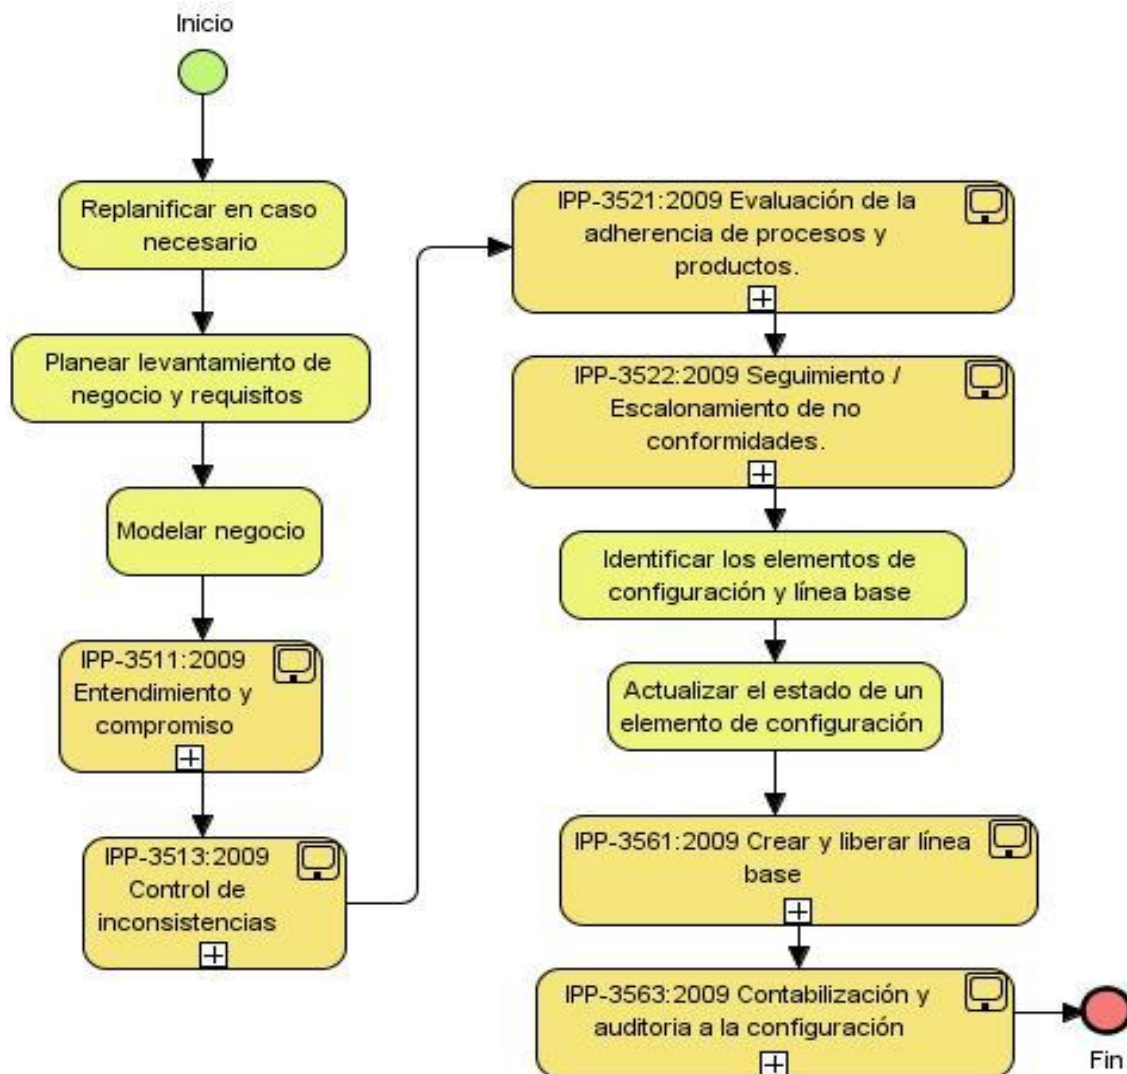 Inicio
Replanificar en caso
necesario
Planear levantamiento de
negocio y requisitos
Modelar negocio
IPP-3511:2009
Entendimiento y
compromiso
IPP-3513:2009
Control de
inconsistencias
IPP-3521:2009 Evaluación de la
adherencia de procesos y
productos.
IPP-3522:2009 Seguimiento /
Escalonamiento de no
conformidades.
Identificar los elementos de
configuración y línea base
Actualizar el estado de un
elemento de configuración
IPP-3561:2009 Crear y liberar línea
base
IPP-3563:2009 Contabilización y
auditoria a la configuración
Fin